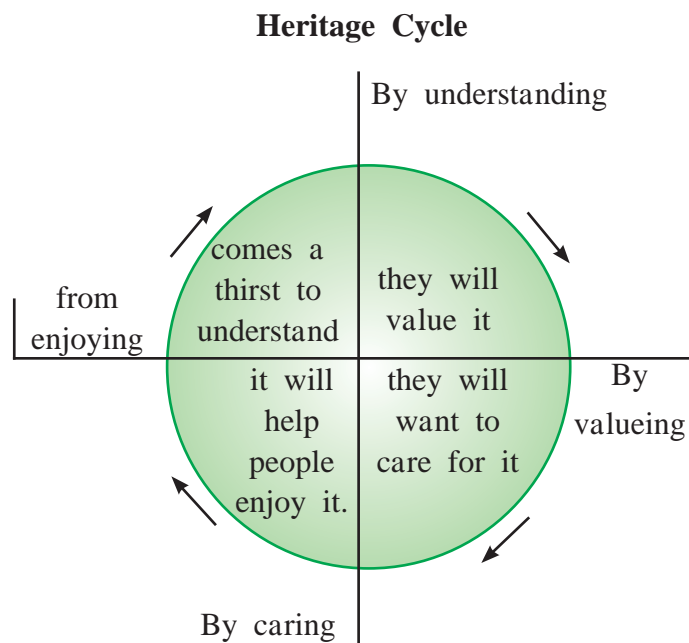 Heritage Cycle
By understanding
they will
value it
By
valueing
they will
want to
care for it
By caring
it will
help
people
enjoy it.
from
enjoying
comes a
thirst to
understand